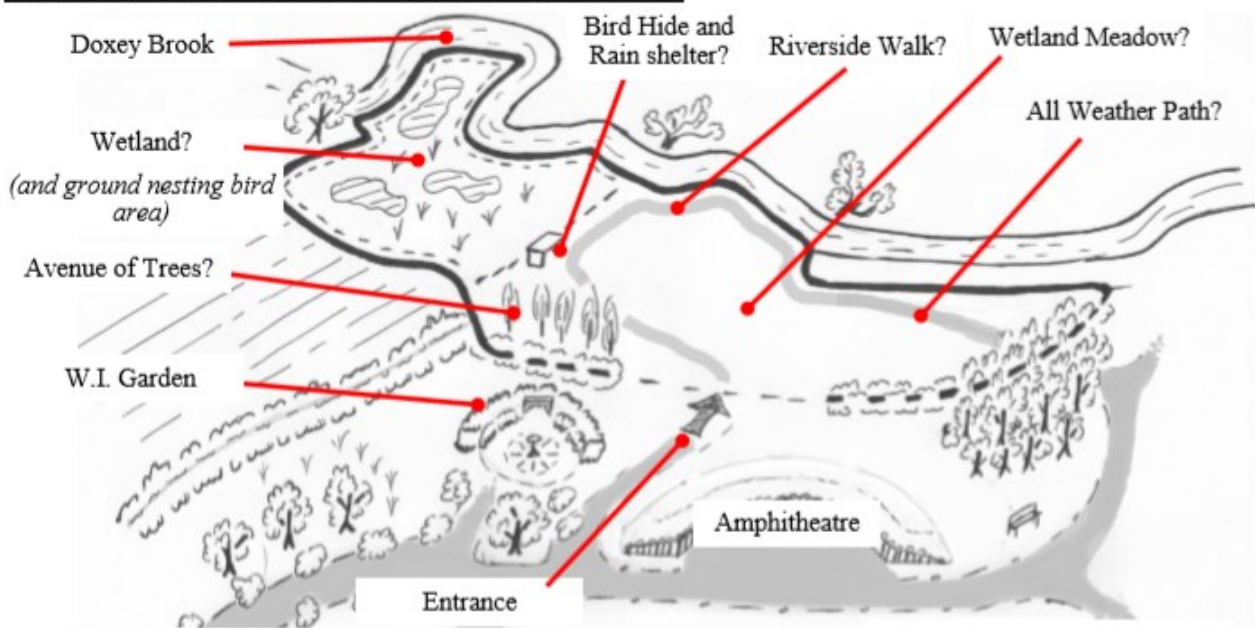 Doxey Brook
Bird Hide and
Rain shelter?
Riverside Walk?
Wetland Meadow?
All Weather Path?
Wetland?
(and ground nesting bird
area)
Avenue of Trees?
W.I. Garden
Amphitheatre
Entrance